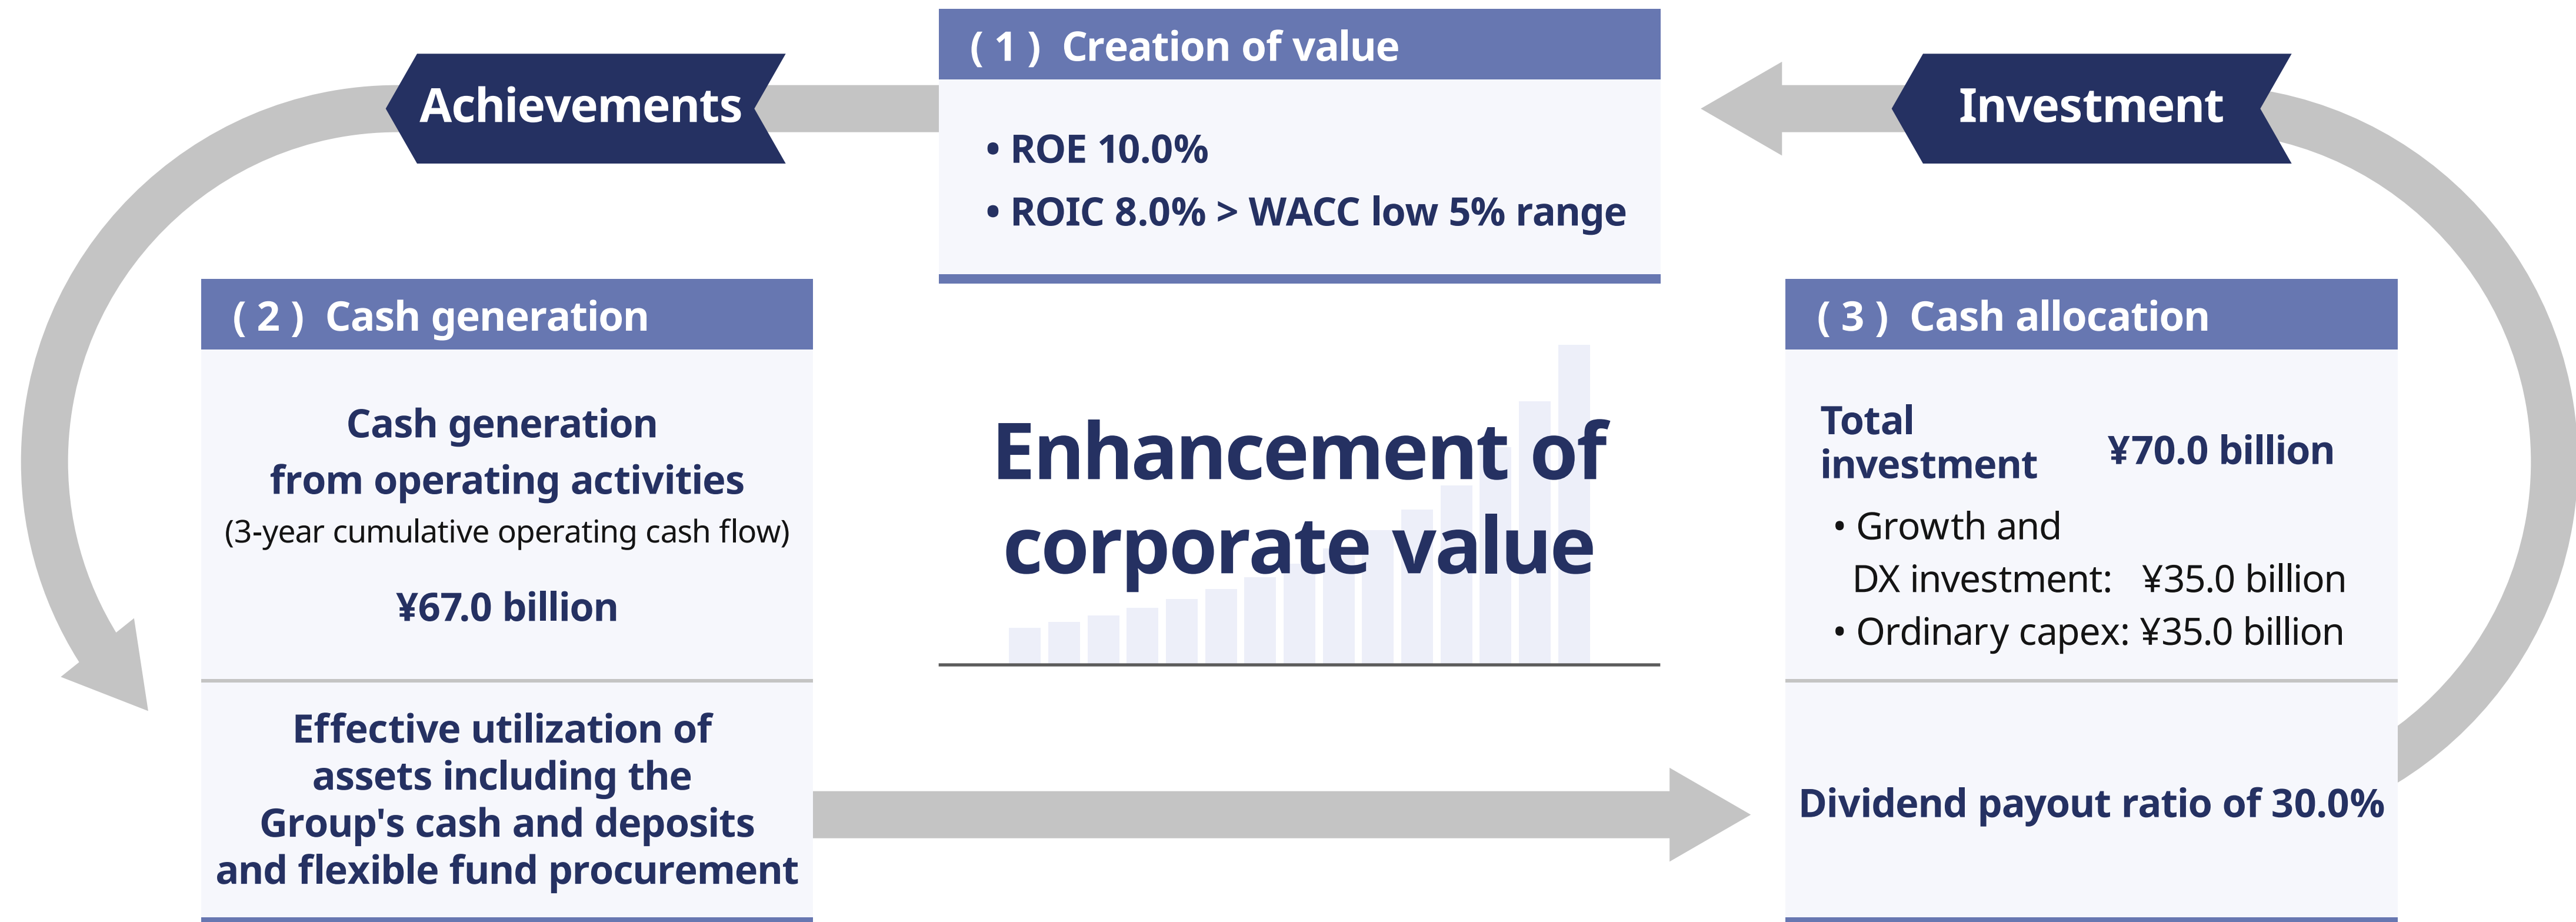 ( 1 ) Creation of value
Achievements
Investment
• ROE 10.0%
• ROIC 8.0% > WACC low 5% range
( 2 ) Cash generation
Cash generation
from operating activities
(3-year cumulative operating cash flow)
¥67.0 billion
Effective utilization of
assets including the
Group's cash and deposits
and flexible fund procurement
Enhancement of
corporate value
( 3 ) Cash allocation
Total
investment ¥70.0 billion
• Growth and
DX investment: ¥35.0 billion
• Ordinary capex: ¥35.0 billion
Dividend payout ratio of 30.0%